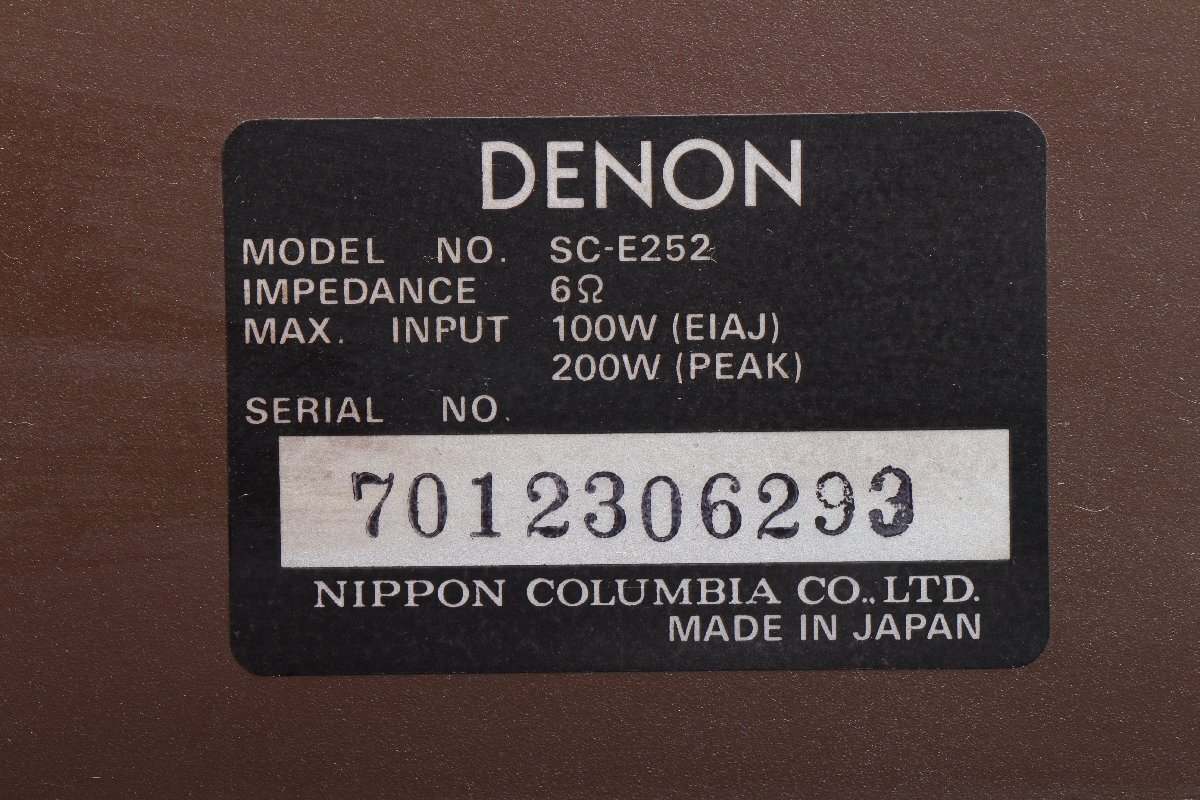 DENON
MODEL NO. SC-E252
IMPEDANCE 6Ω
MAX. INPUT 100W (EIAJ)
200W (PEAK)
SERIAL NO.
7012306293
NIPPON COLUMBIA CO., LTD.
MADE IN JAPAN